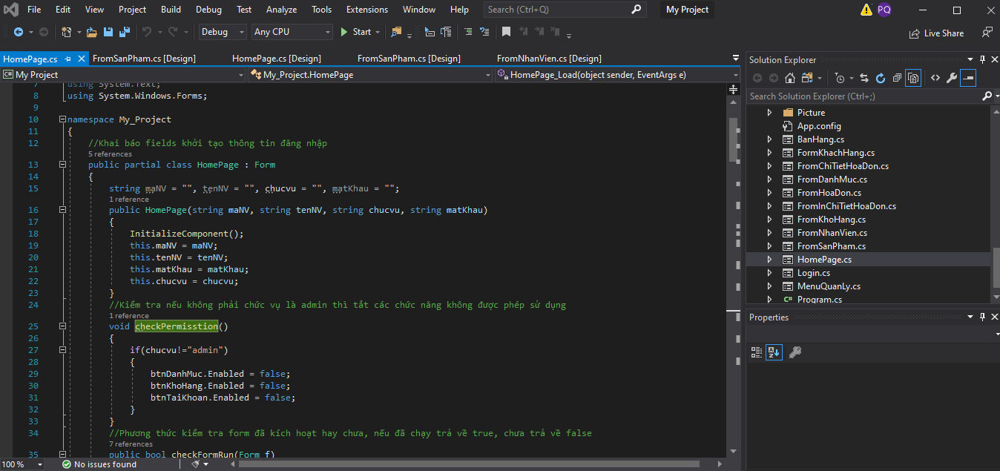 File Edit View Project Build Debug Test Analyze Tools Extensions Window Help Search (Ctrl+Q) My Project PQ
Debug Any CPU Start Live Share
HomePage.cs FromSanPham.cs [Design] HomePage.cs [Design] FromSanPham.cs [Design] FromNhanVien.cs [Design]
C# My Project My_Project.HomePage HomePage_Load(object sender, EventArgs e)
7 using System.Text;
8 using System.Windows.Forms;
9
10 namespace My_Project
11 {
12 //Khai báo fields khởi tạo thông tin đăng nhập
5 references
13 public partial class HomePage : Form
14 {
15 string maNV = "", tenNV = "", chucvu = "", matKhau = "";
1 reference
16 public HomePage(string maNV, string tenNV, string chucvu, string matKhau)
17 {
18 InitializeComponent();
19 this.maNV = maNV;
20 this.tenNV = tenNV;
21 this.matKhau = matKhau;
22 this.chucvu = chucvu;
23 }
24 //Kiểm tra nếu không phải chức vụ là admin thì tắt các chức năng không được phép sử dụng
1 reference
25 void checkPermisstion()
26 {
27 if(chucvu!="admin")
28 {
29 btnDanhMuc.Enabled = false;
30 btnKhoHang.Enabled = false;
31 btnTaiKhoan.Enabled = false;
32 }
33 }
34 //Phương thức kiểm tra form đã kích hoạt hay chưa, nếu đã chạy trả về true, chưa trả về false
7 references
35 public bool checkFormRun(Form f)
100 % No issues found
Solution Explorer
Search Solution Explorer (Ctrl+;)
Picture
App.config
BanHang.cs
FormKhachHang.cs
FromChiTietHoaDon.cs
FromDanhMuc.cs
FromHoaDon.cs
FromInChiTietHoaDon.cs
FromKhoHang.cs
FromNhanVien.cs
FromSanPham.cs
HomePage.cs
Login.cs
MenuQuanLy.cs
C# Program.cs
Properties